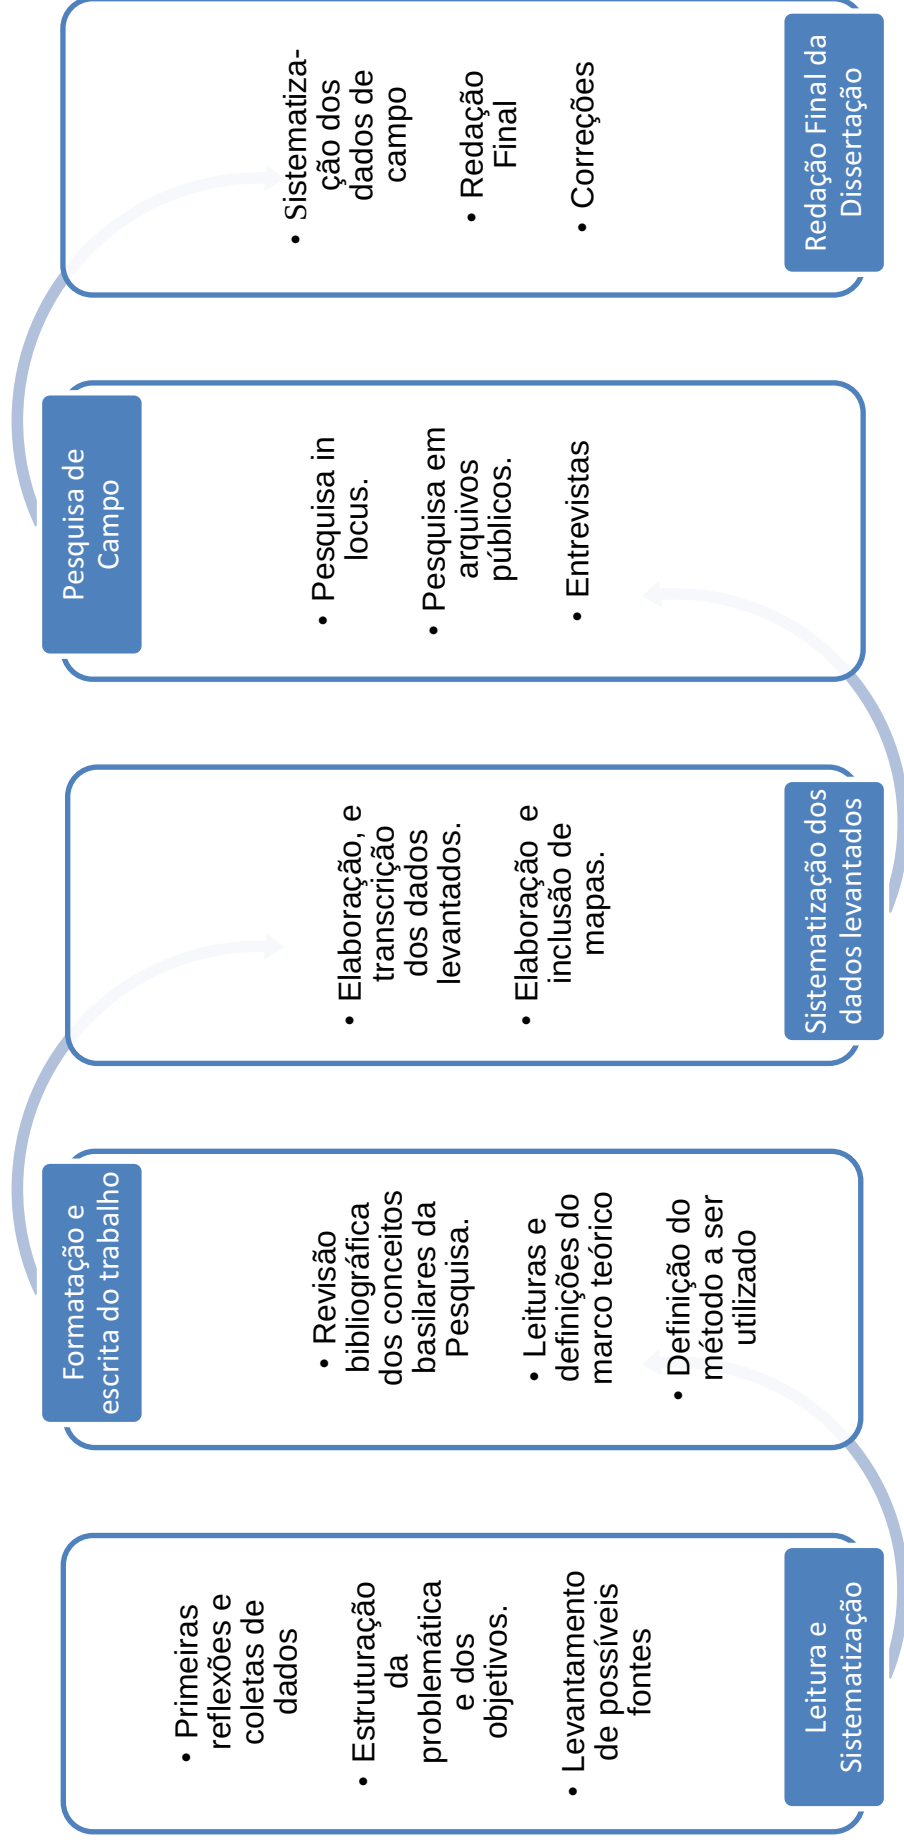 • Primeiras
reflexões e
coletas de
dados
• Estruturação
da
problemática
e dos
objetivos.
• Levantamento
de possíveis
fontes
Leitura e
Sistematização
Formatação e
escrita do trabalho
• Revisão
bibliográfica
dos conceitos
basilares da
Pesquisa.
• Leituras e
definições do
marco teórico
• Definição do
método a ser
utilizado
• Elaboração, e
transcrição
dos dados
levantados.
• Elaboração e
inclusão de
mapas.
Sistematização dos
dados levantados
Pesquisa de
Campo
• Pesquisa in
locus.
• Pesquisa em
arquivos
públicos.
• Entrevistas
• Sistematiza-
ção dos
dados de
campo
• Redação
Final
• Correções
Redação Final da
Dissertação